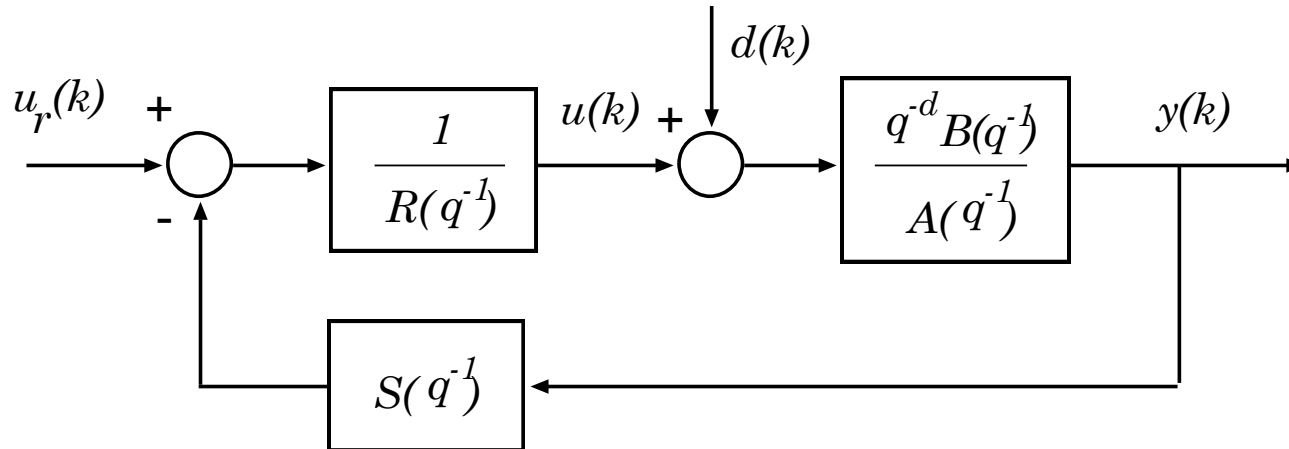 d(k)
u_r(k)
+
1
R(q^{-1})
u(k)
+
q^{-d}B(q^{-1})
A(q^{-1})
y(k)
-
S(q^{-1})